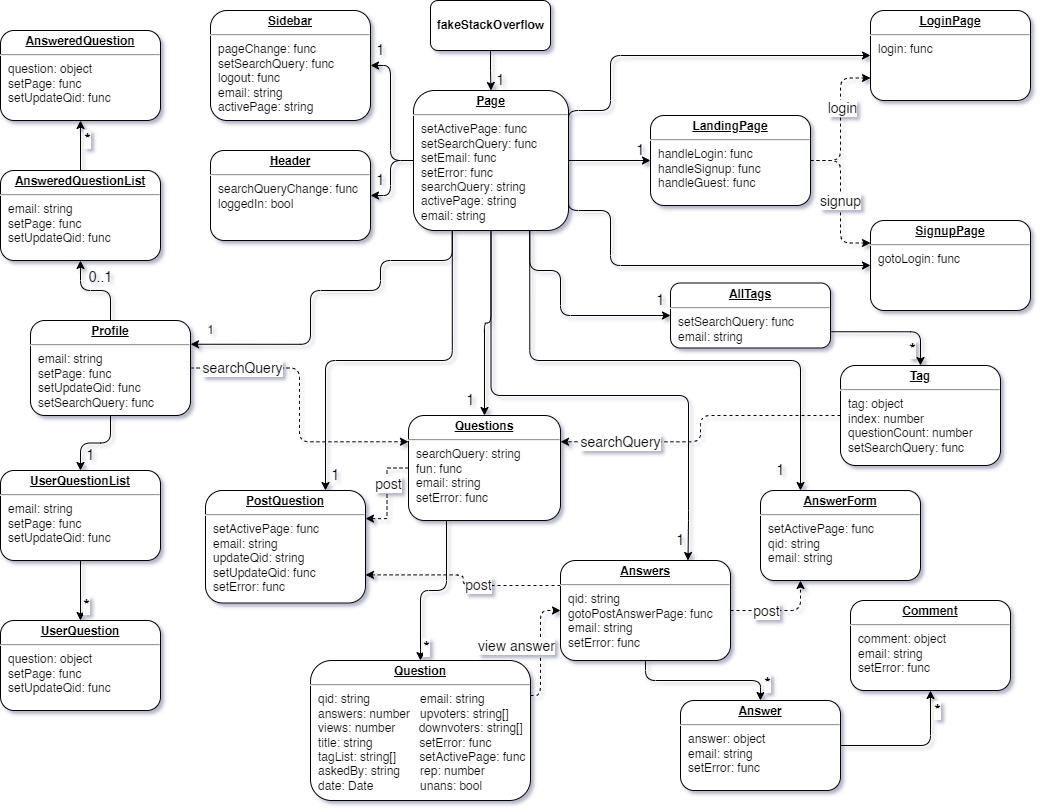 fakeStackOverflow
1
Sidebar
pageChange: func
setSearchQuery: func
logout: func
email: string
activePage: string
1
Header
searchQueryChange: func
loggedIn: bool
1
Page
setActivePage: func
setSearchQuery: func
setEmail: func
setError: func
searchQuery: string
activePage: string
email: string
LoginPage
login: func
login
1
LandingPage
handleLogin: func
handleSignup: func
handleGuest: func
signup
SignupPage
gotoLogin: func
AnsweredQuestion
question: object
setPage: func
setUpdateQid: func
*
AnsweredQuestionList
email: string
setPage: func
setUpdateQid: func
0..1
Profile
email: string
setPage: func
setUpdateQid: func
setSearchQuery: func
1
searchQuery
1
UserQuestionList
email: string
setPage: func
setUpdateQid: func
*
UserQuestion
question: object
setPage: func
setUpdateQid: func
1
AllTags
setSearchQuery: func
email: string
*
Tag
tag: object
index: number
questionCount: number
setSearchQuery: func
searchQuery
1
Questions
searchQuery: string
fun: func
email: string
setError: func
post
1
PostQuestion
setActivePage: func
email: string
updateQid: string
setUpdateQid: func
setError: func
1
AnswerForm
setActivePage: func
qid: string
email: string
1
Answers
qid: string
gotoPostAnswerPage: func
email: string
setError: func
post
post
view answer
*
Question
qid: string
answers: number
views: number
title: string
tagList: string[]
askedBy: string
date: Date
email: string
upvoters: string[]
downvoters: string[]
setError: func
setActivePage: func
rep: number
unans: bool
*
Answer
answer: object
email: string
setError: func
*
Comment
comment: object
email: string
setError: func